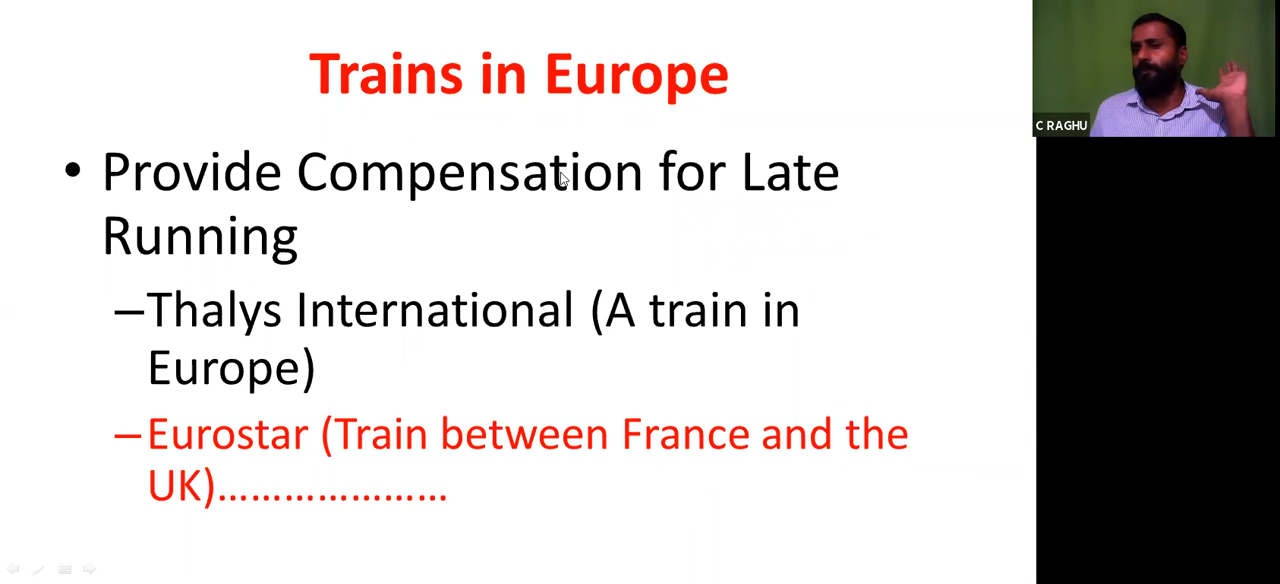 Trains in Europe
• Provide Compensation for Late
Running
–Thalys International (A train in
Europe)
–Eurostar (Train between France and the
UK)…………………
C RAGHU